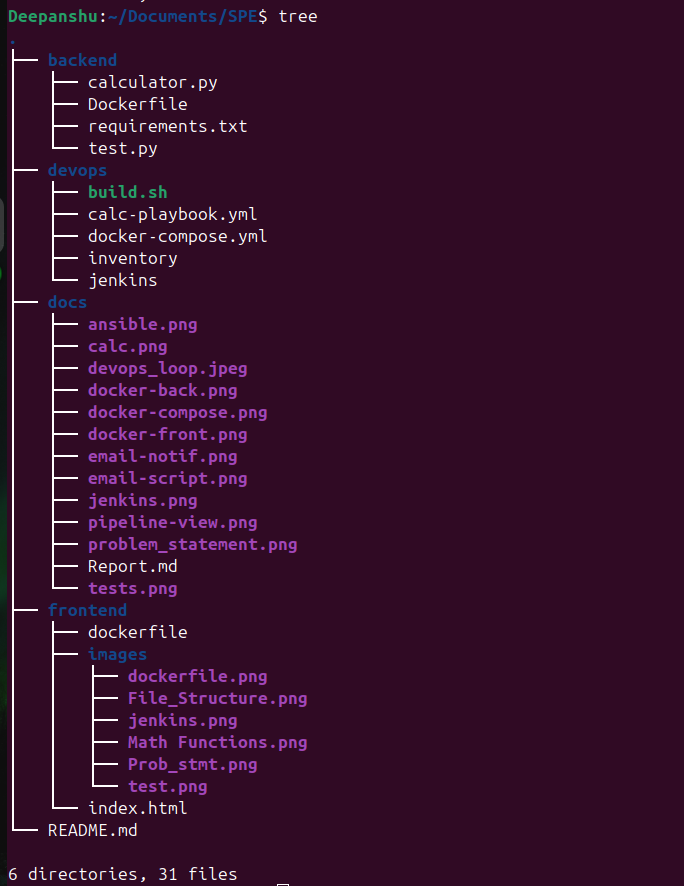 Deepanshu:~/Documents/SPE$ tree
.
├── backend
│   ├── calculator.py
│   ├── Dockerfile
│   ├── requirements.txt
│   └── test.py
├── devops
│   ├── build.sh
│   ├── calc-playbook.yml
│   ├── docker-compose.yml
│   ├── inventory
│   └── jenkins
├── docs
│   ├── ansible.png
│   ├── calc.png
│   ├── devops_loop.jpeg
│   ├── docker-back.png
│   ├── docker-compose.png
│   ├── docker-front.png
│   ├── email-notif.png
│   ├── email-script.png
│   ├── jenkins.png
│   ├── pipeline-view.png
│   ├── problem_statement.png
│   ├── Report.md
│   └── tests.png
├── frontend
│   ├── dockerfile
│   ├── images
│   │   ├── dockerfile.png
│   │   ├── File_Structure.png
│   │   ├── jenkins.png
│   │   ├── Math Functions.png
│   │   ├── Prob_stmt.png
│   │   └── test.png
│   └── index.html
└── README.md
6 directories, 31 files